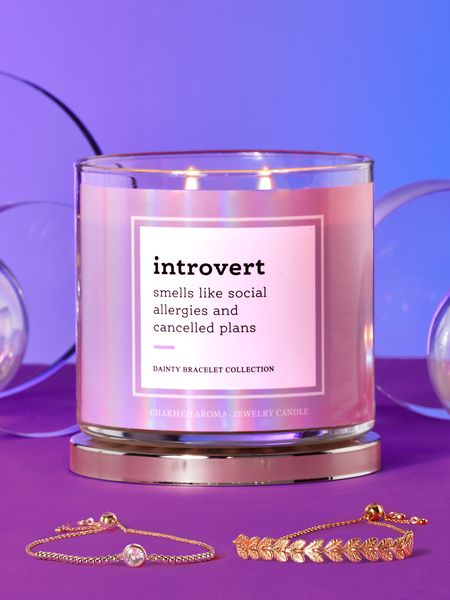 introvert
smells like social
allergies and
cancelled plans
DAINTY BRACELET COLLECTION
CHARMED AROMA JEWELRY CANDLE